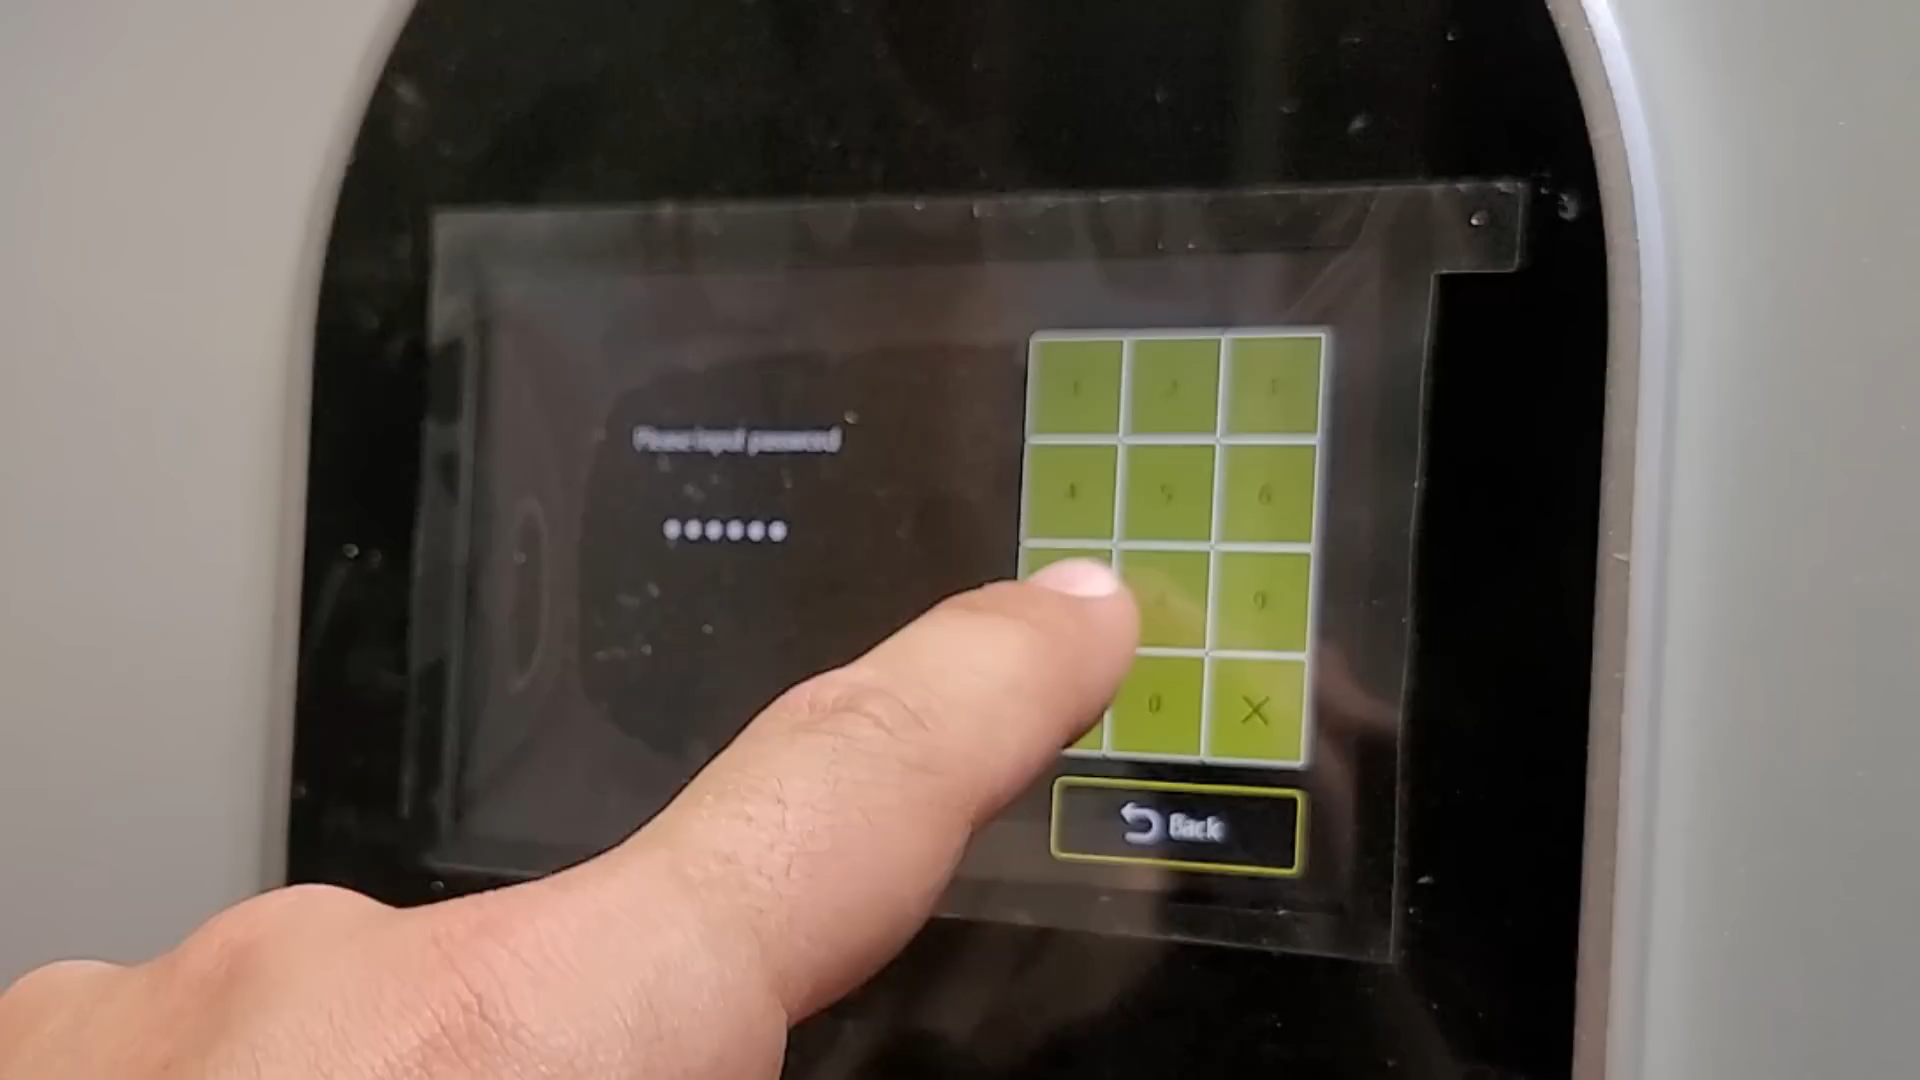 Please input password
●●●●●●
4 5 6
9
0 ×
Back